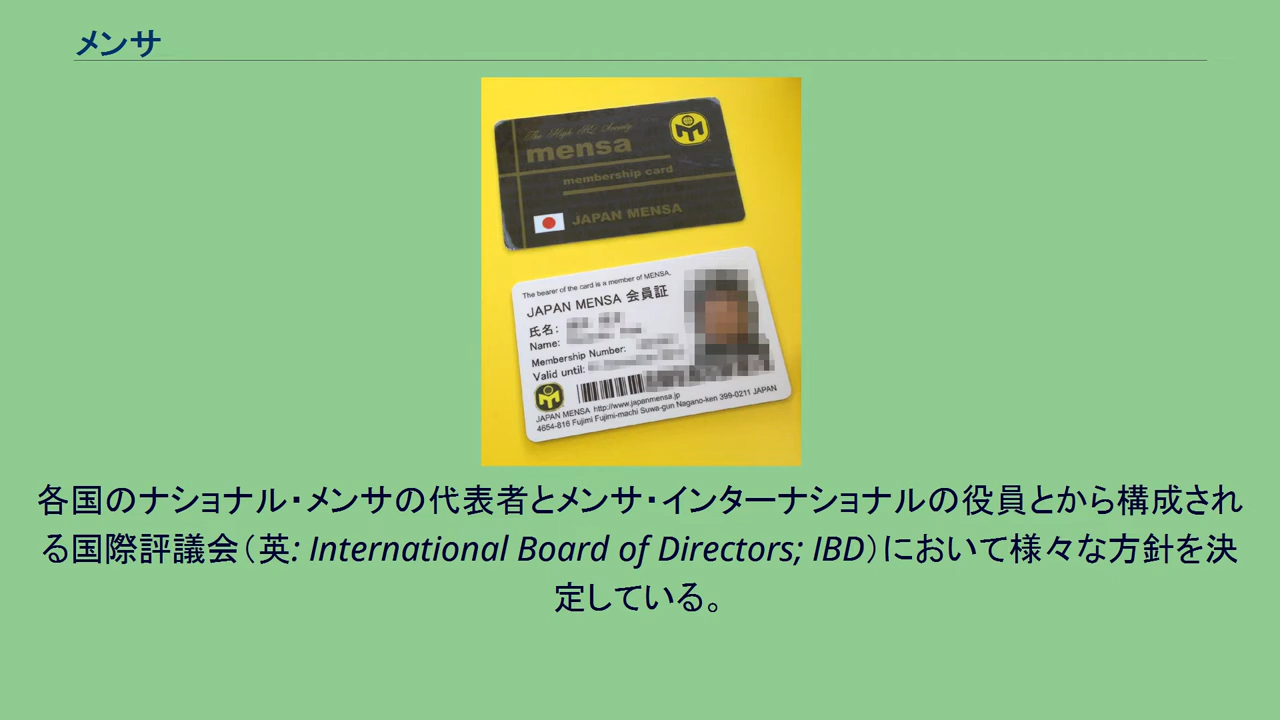 メンサ
The High IQ Society
mensa
membership card
JAPAN MENSA
The bearer of the card is a member of MENSA.
JAPAN MENSA 会員証
氏名:
Name:
Membership Number:
Valid until:
JAPAN MENSA http://www.japanmensa.jp
4654-816 Fujimi Fujimi-machi Suwa-gun Nagano-ken 399-0211 JAPAN
各国のナショナル・メンサの代表者とメンサ・インターナショナルの役員とから構成され
る国際評議会（英: International Board of Directors; IBD）において様々な方針を決
定している。